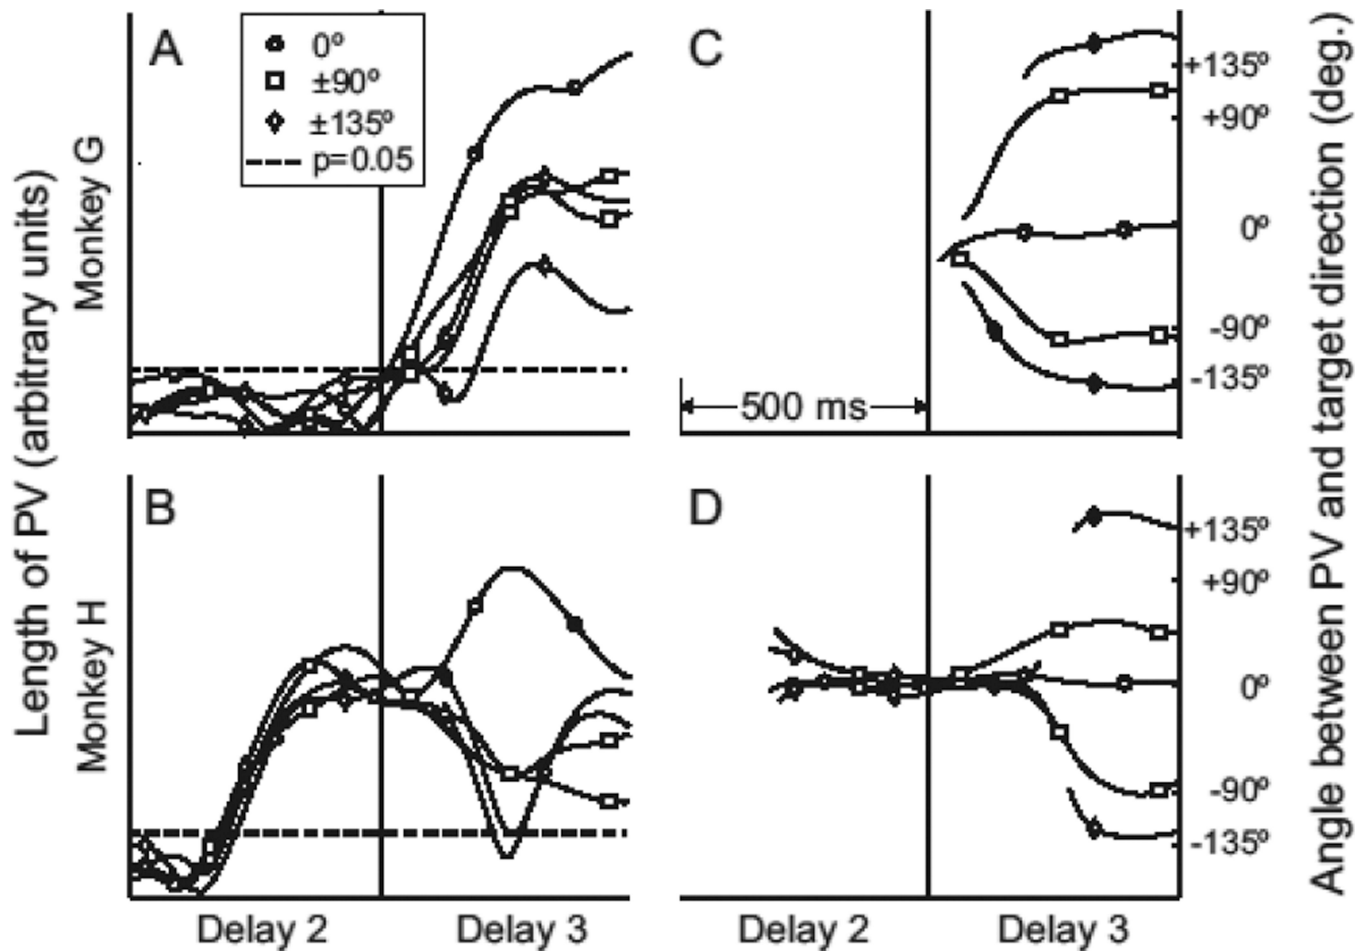 A
0º
±90º
±135º
p=0.05
C
+135º
+90º
0º
-90º
-135º
500 ms
B
D
+135º
+90º
0º
-90º
-135º
Delay 2
Delay 3
Delay 2
Delay 3
Length of PV (arbitrary units)
Monkey G
Monkey H
Angle between PV and target direction (deg.)